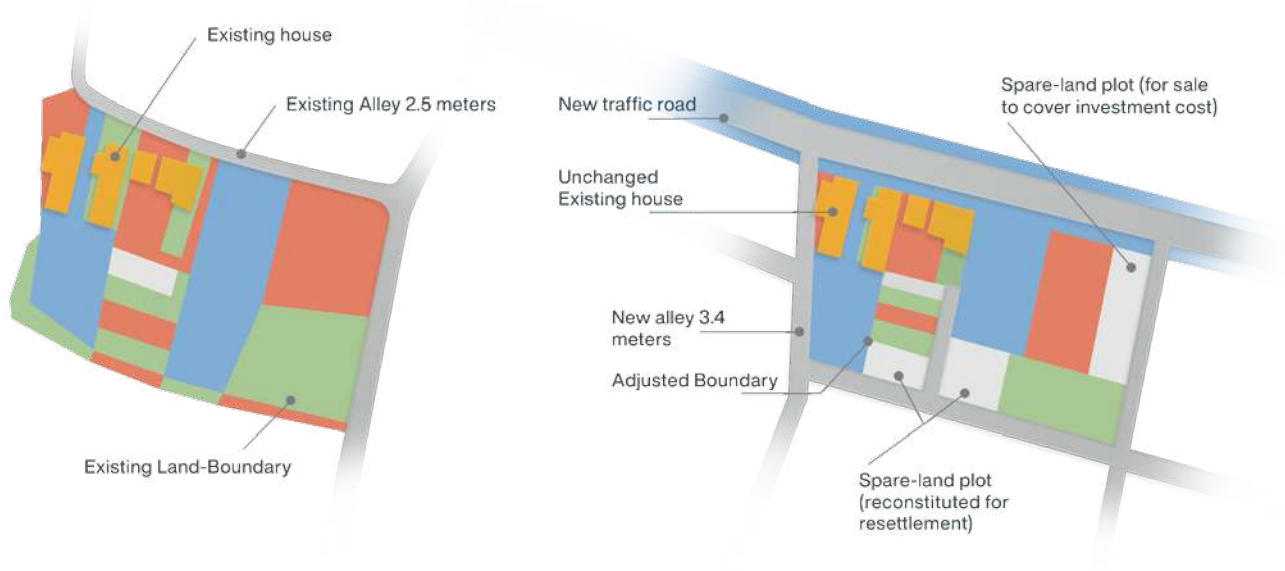 Existing house
Existing Alley 2.5 meters
Existing Land-Boundary
Spare-land plot (for sale
to cover investment cost)
New traffic road
Unchanged
Existing house
New alley 3.4
meters
Adjusted Boundary
Spare-land plot
(reconstituted for
resettlement)